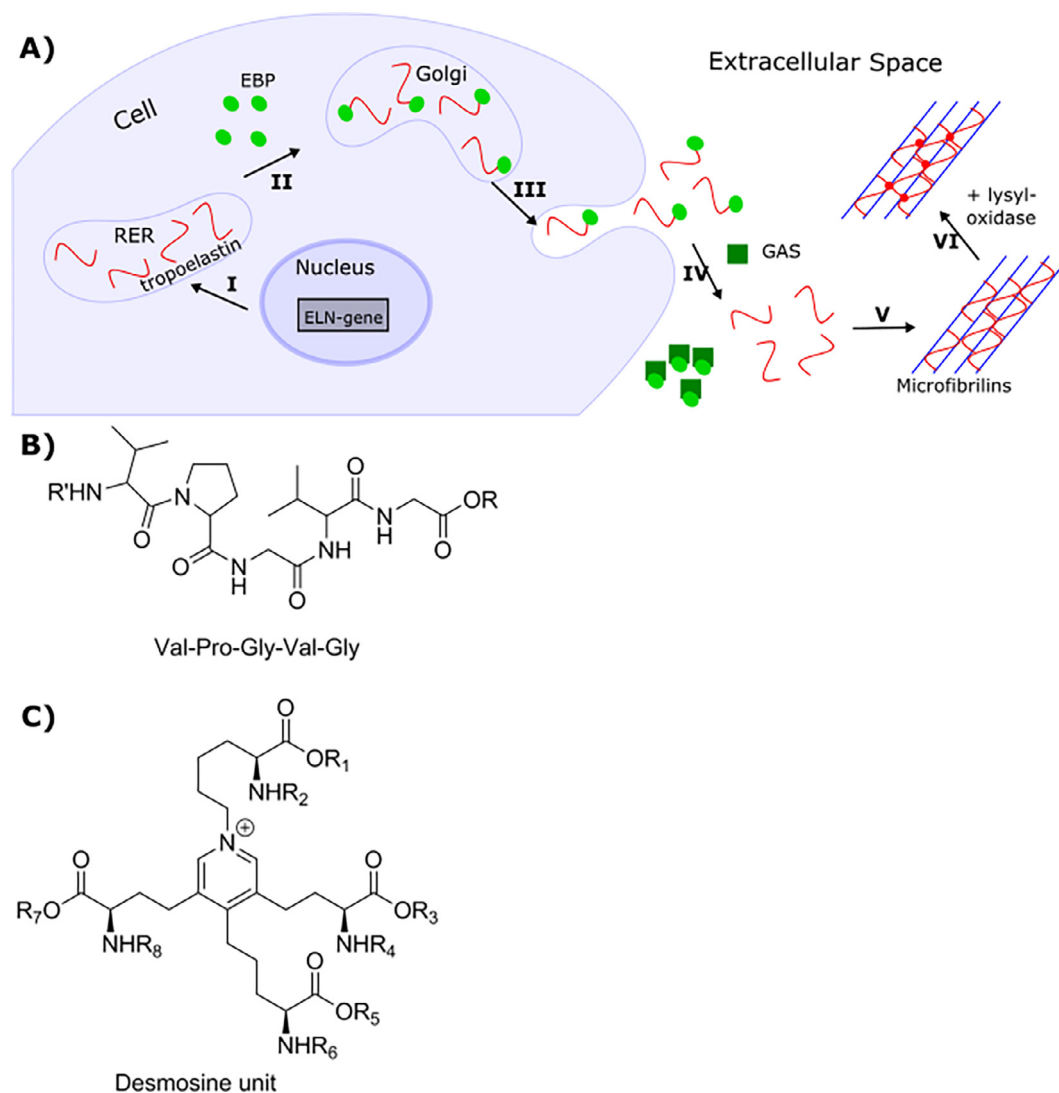 A)
Extracellular Space
Cell
EBP
Golgi
II
III
RER
tropoelastin
I
Nucleus
ELN-gene
IV
GAS
V
+ lysyl-
oxidase
VI
Microfibrilins
B)
R'HN
O
N
O
O
N
H
O
NH
O
N
H
O
OR
Val-Pro-Gly-Val-Gly
C)
O
OR1
NHR2
N
+
O
R7O
NHR8
O
OR3
NHR4
O
OR5
NHR6
Desmosine unit